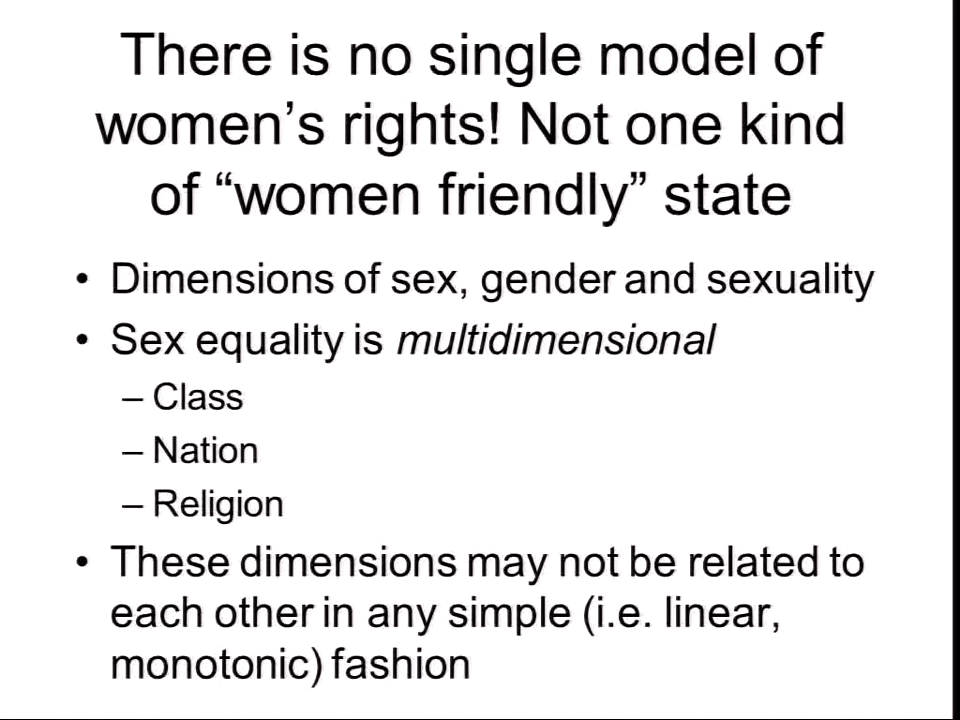 There is no single model of
women’s rights! Not one kind
of “women friendly” state
• Dimensions of sex, gender and sexuality
• Sex equality is multidimensional
– Class
– Nation
– Religion
• These dimensions may not be related to
each other in any simple (i.e. linear,
monotonic) fashion